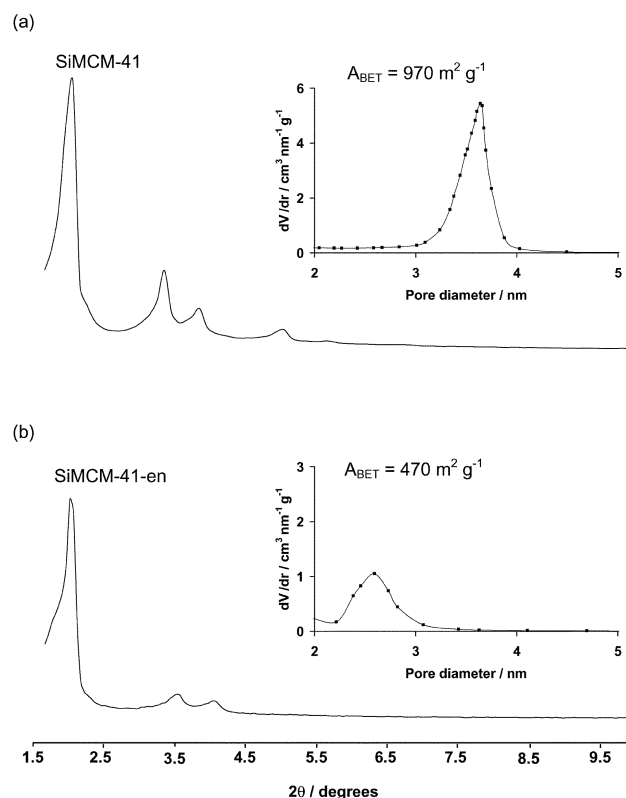 (a)
SiMCM-41
A_BET = 970 m² g⁻¹
dV/dr / cm³ nm⁻¹ g⁻¹
6
4
2
0
2 3 4 5
Pore diameter / nm
(b)
SiMCM-41-en
A_BET = 470 m² g⁻¹
dV/dr / cm³ nm⁻¹ g⁻¹
3
2
1
0
2 3 4 5
Pore diameter / nm
1.5 2.5 3.5 4.5 5.5 6.5 7.5 8.5 9.5
2θ / degrees